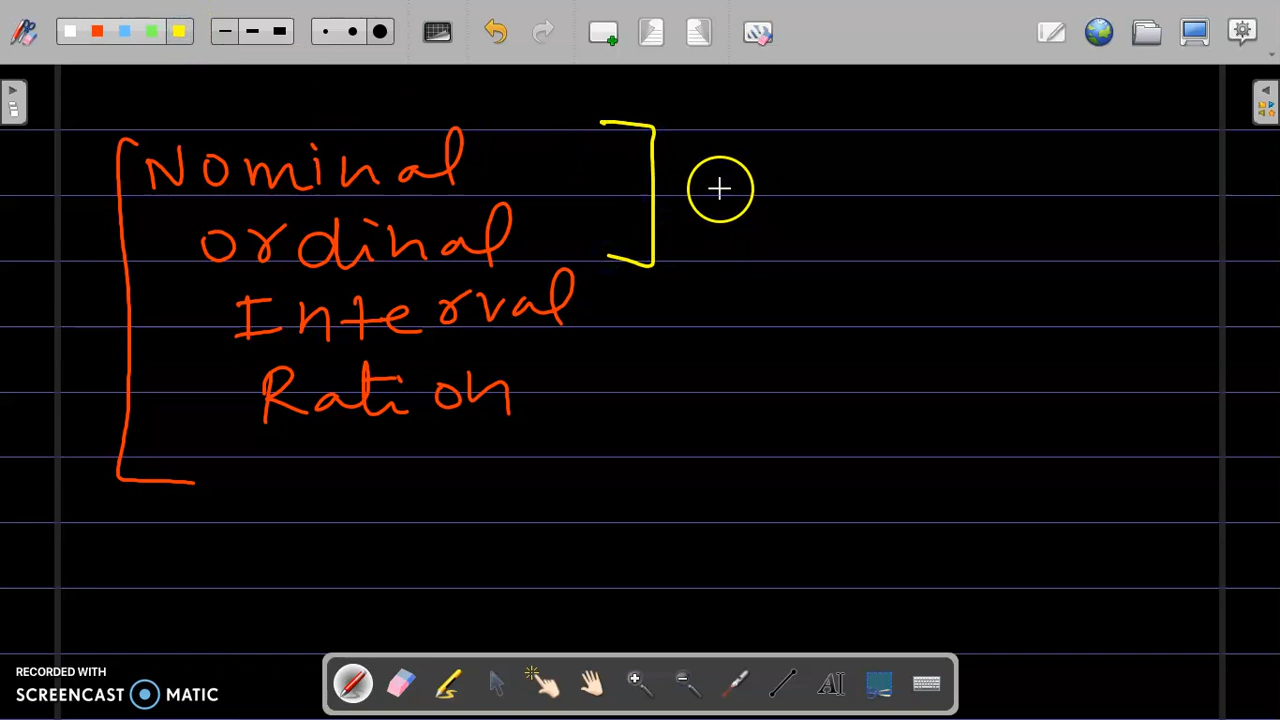 Nominal
ordinal
Interval
Ration
RECORDED WITH
SCREENCAST MATIC